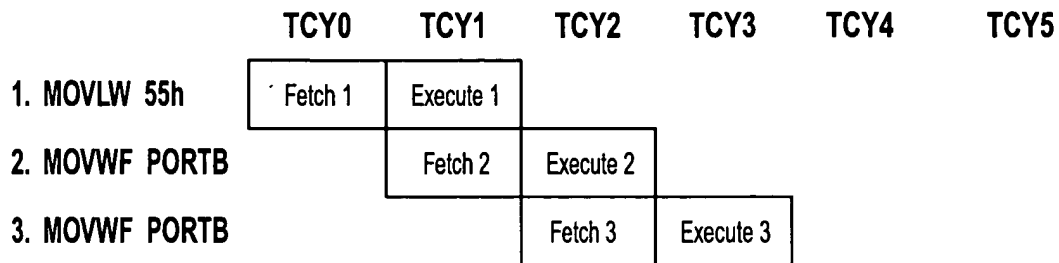 TCY0 TCY1 TCY2 TCY3 TCY4 TCY5
1. MOVLW 55h Fetch 1 Execute 1
2. MOVWF PORTB Fetch 2 Execute 2
3. MOVWF PORTB Fetch 3 Execute 3